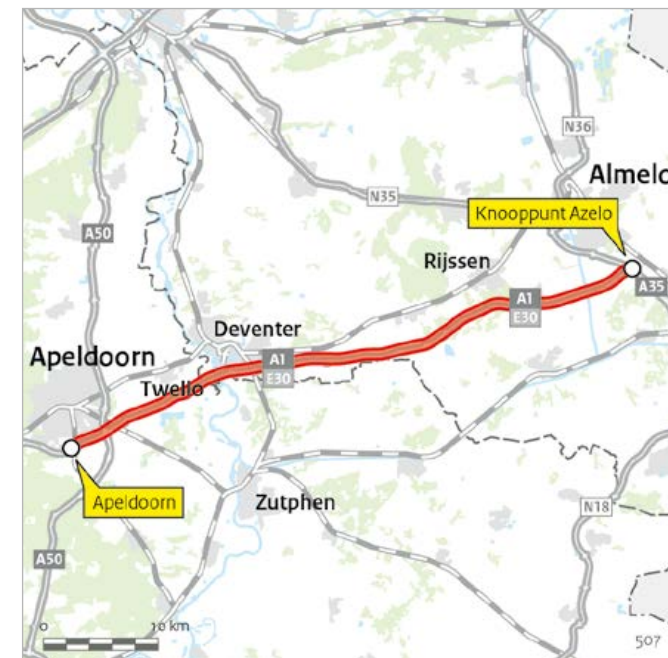 N36
Almelo
Knooppunt Azelo
N35
A50
Rijssen
A1
E30
A35
Deventer
Apeldoorn
A1
E30
Twello
Apeldoorn
Zutphen
N18
A50
0
10 km
507